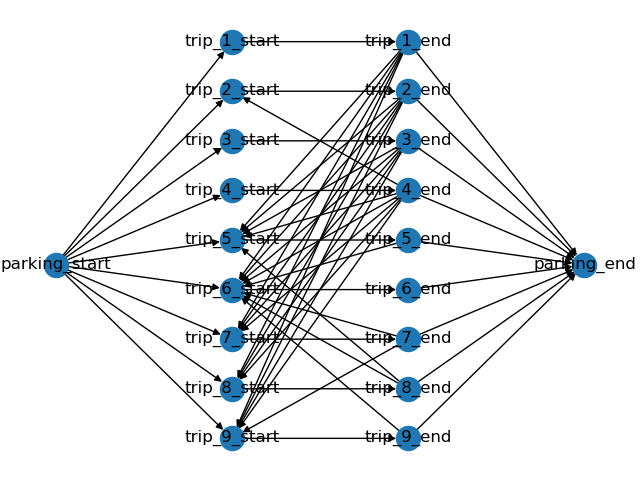 trip_1_start trip_1_end
trip_2_start trip_2_end
trip_3_start trip_3_end
trip_4_start trip_4_end
trip_5_start trip_5_end
parking_start parking_end
trip_6_start trip_6_end
trip_7_start trip_7_end
trip_8_start trip_8_end
trip_9_start trip_9_end